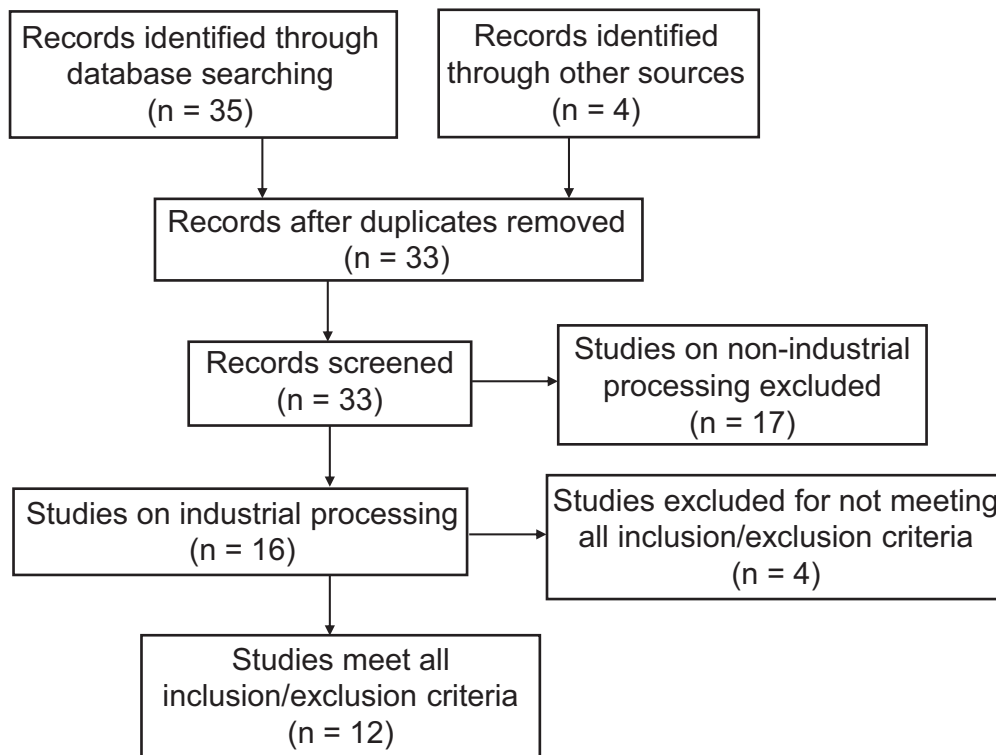 Records identified through
database searching
(n = 35)
Records identified
through other sources
(n = 4)
Records after duplicates removed
(n = 33)
Records screened
(n = 33)
Studies on non-industrial
processing excluded
(n = 17)
Studies on industrial processing
(n = 16)
Studies excluded for not meeting
all inclusion/exclusion criteria
(n = 4)
Studies meet all
inclusion/exclusion criteria
(n = 12)